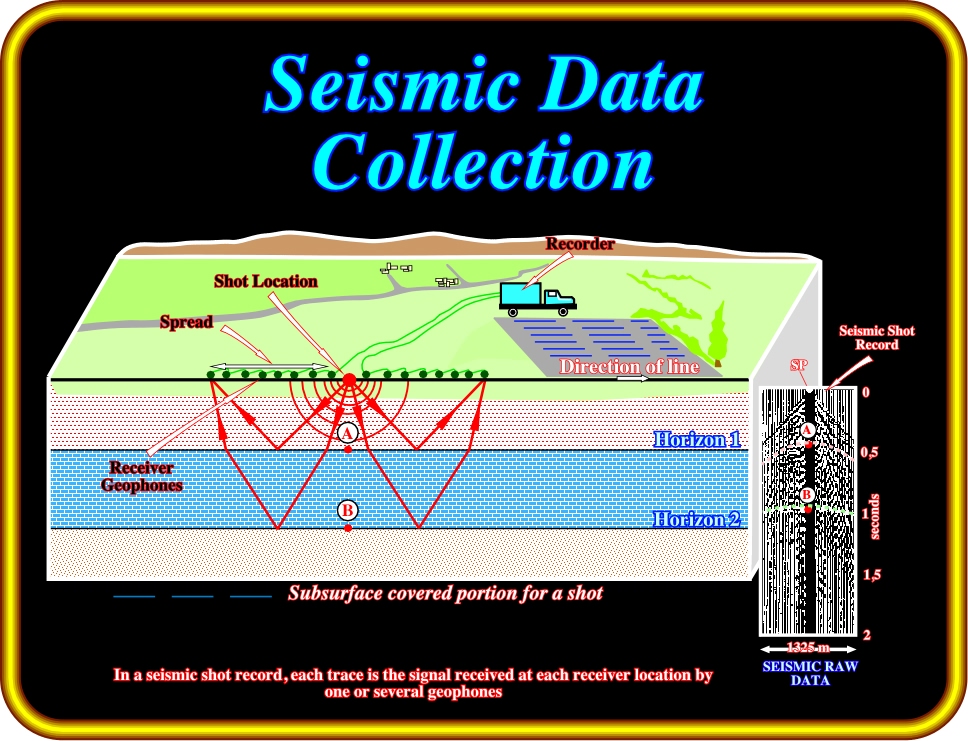 Seismic Data
Collection
Recorder
Shot Location
Spread
Seismic Shot
Record
Direction of line
SP
0
A
A
Horizon 1
0,5
Receiver
Geophones
B
B
Horizon 2
1
seconds
1,5
Subsurface covered portion for a shot
2
1325 m
SEISMIC RAW
DATA
In a seismic shot record, each trace is the signal received at each receiver location by
one or several geophones